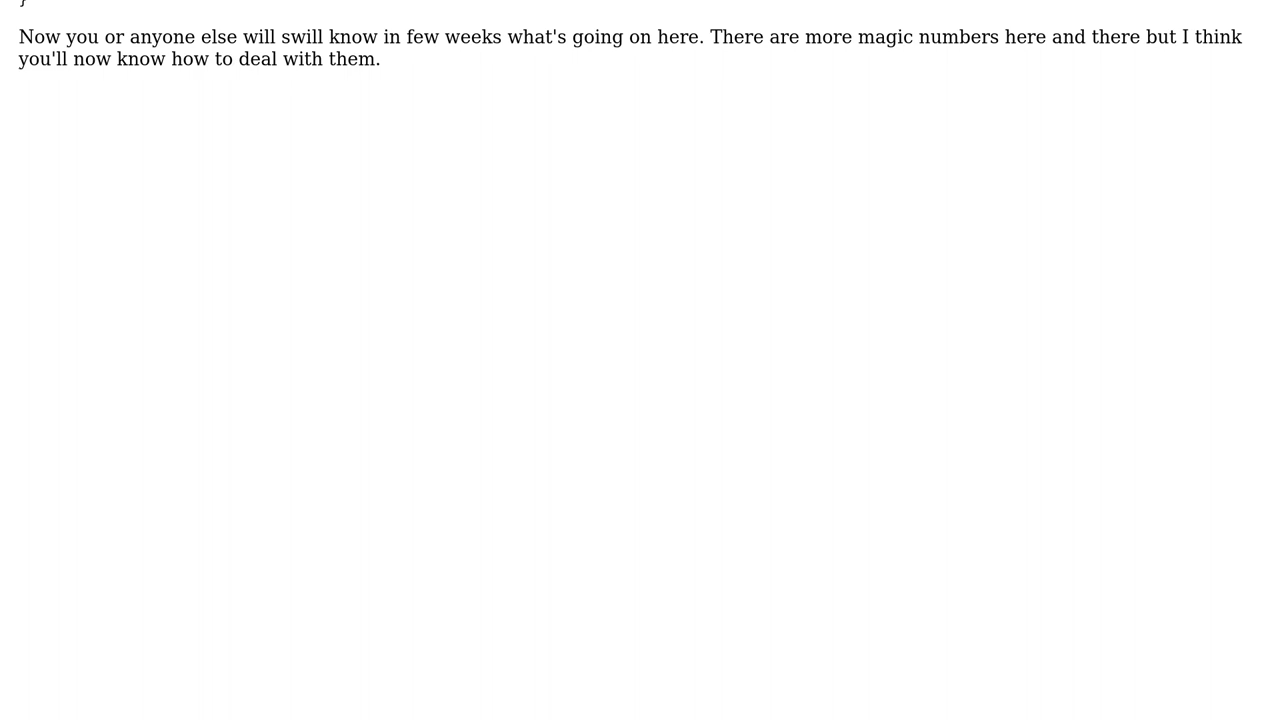 }
Now you or anyone else will swill know in few weeks what's going on here. There are more magic numbers here and there but I think
you'll now know how to deal with them.